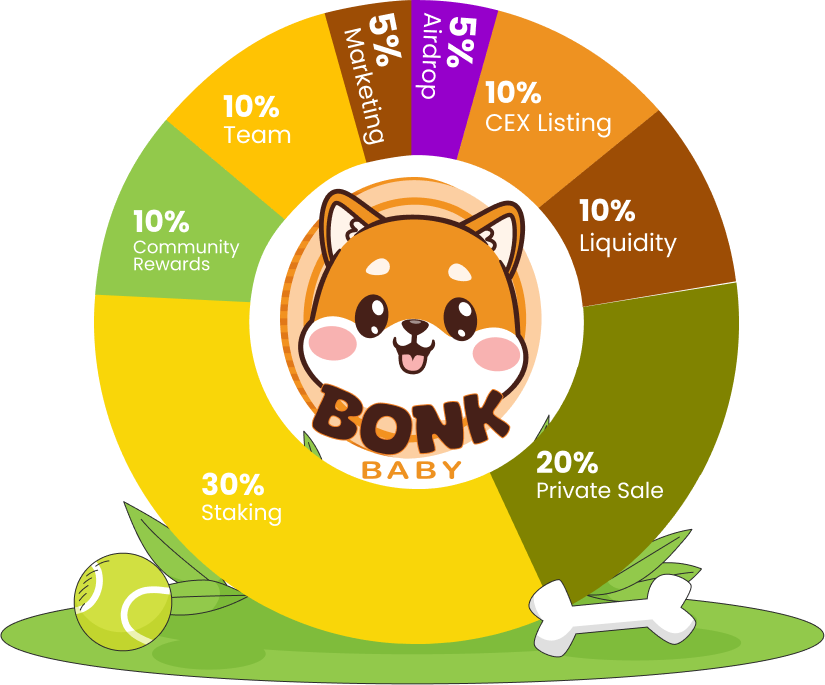 5%
Marketing
5%
Airdrop
10%
CEX Listing
10%
Liquidity
20%
Private Sale
30%
Staking
10%
Community
Rewards
10%
Team
BONK
BABY